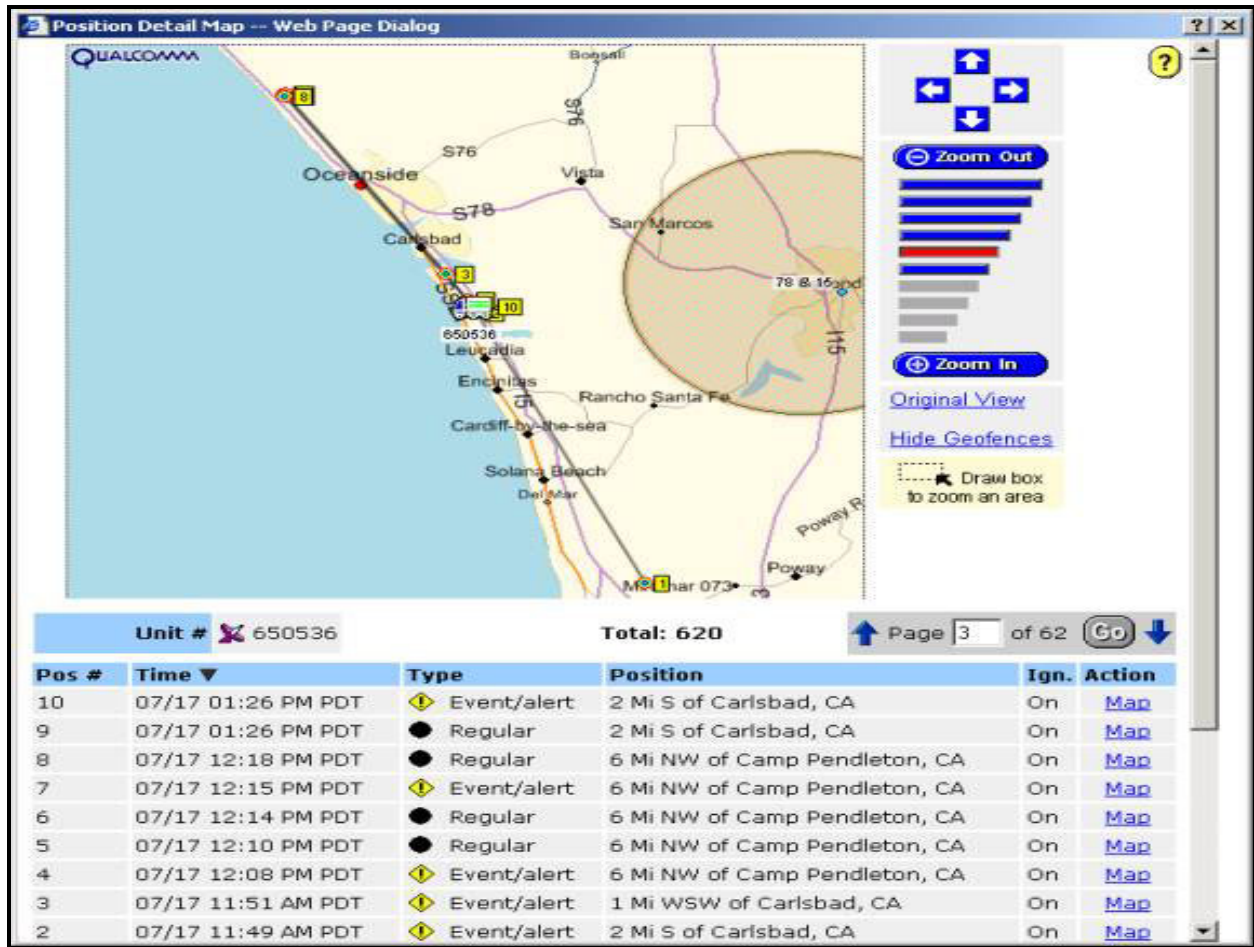 Position Detail Map -- Web Page Dialog
QUALCOMM
Bonsall
8
S76
S76
Oceanside
Vista
S78
San Marcos
Carlsbad
3
78 & 15
10
650536
Leucadia
I15
Encinitas
I5
Rancho Santa Fe
Cardiff-by-the-sea
Solana Beach
Del Mar
Poway
1
073
Zoom Out
Zoom In
Original View
Hide Geofences
Draw box
to zoom an area
?
Unit # 650536 Total: 620 Page 3 of 62 Go
Pos # Time Type Position Ign. Action
10 07/17 01:26 PM PDT Event/alert 2 Mi S of Carlsbad, CA On Map
9 07/17 01:26 PM PDT Regular 2 Mi S of Carlsbad, CA On Map
8 07/17 12:18 PM PDT Regular 6 Mi NW of Camp Pendleton, CA On Map
7 07/17 12:15 PM PDT Event/alert 6 Mi NW of Camp Pendleton, CA On Map
6 07/17 12:14 PM PDT Regular 6 Mi NW of Camp Pendleton, CA On Map
5 07/17 12:10 PM PDT Regular 6 Mi NW of Camp Pendleton, CA On Map
4 07/17 12:08 PM PDT Event/alert 6 Mi NW of Camp Pendleton, CA On Map
3 07/17 11:51 AM PDT Event/alert 1 Mi WSW of Carlsbad, CA On Map
2 07/17 11:49 AM PDT Event/alert 2 Mi S of Carlsbad, CA On Map